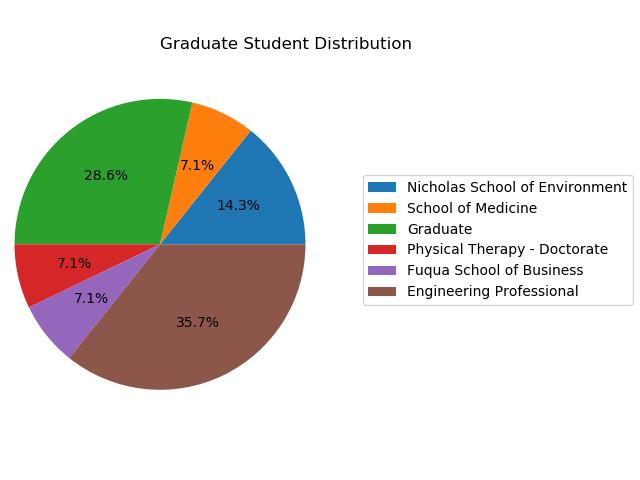 Graduate Student Distribution
28.6%
7.1%
14.3%
7.1%
7.1%
35.7%
Nicholas School of Environment
School of Medicine
Graduate
Physical Therapy - Doctorate
Fuqua School of Business
Engineering Professional